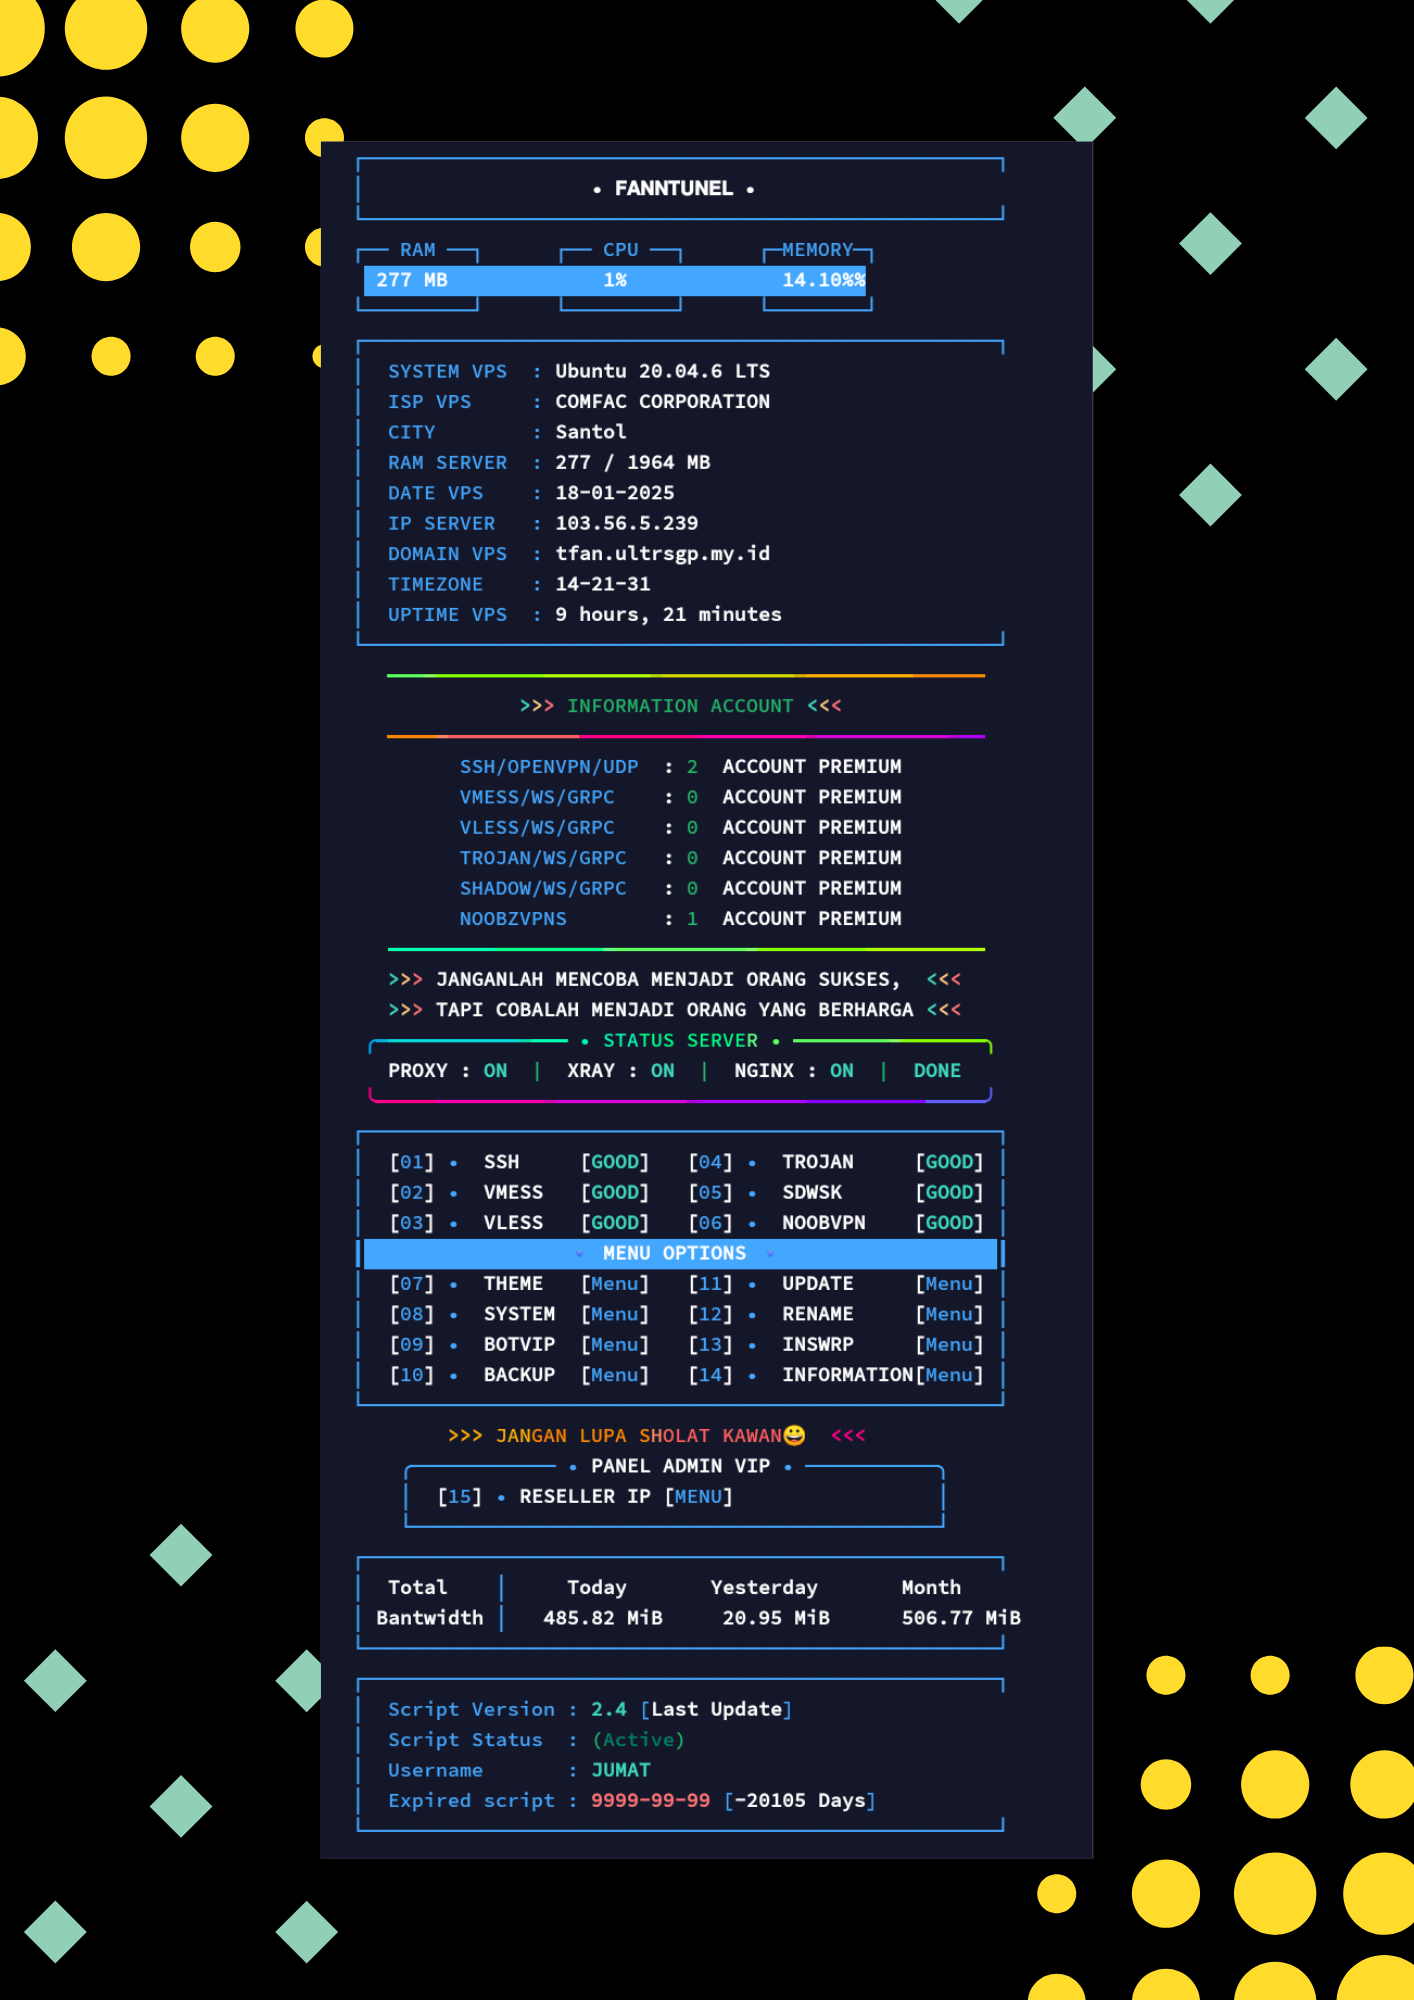 • FANNTUNEL •
RAM CPU MEMORY
277 MB 1% 14.10%%
SYSTEM VPS : Ubuntu 20.04.6 LTS
ISP VPS : COMFAC CORPORATION
CITY : Santol
RAM SERVER : 277 / 1964 MB
DATE VPS : 18-01-2025
IP SERVER : 103.56.5.239
DOMAIN VPS : tfan.ultrsgp.my.id
TIMEZONE : 14-21-31
UPTIME VPS : 9 hours, 21 minutes
>>> INFORMATION ACCOUNT <<<
SSH/OPENVPN/UDP : 2 ACCOUNT PREMIUM
VMESS/WS/GRPC : 0 ACCOUNT PREMIUM
VLESS/WS/GRPC : 0 ACCOUNT PREMIUM
TROJAN/WS/GRPC : 0 ACCOUNT PREMIUM
SHADOW/WS/GRPC : 0 ACCOUNT PREMIUM
NOOBZVPNS : 1 ACCOUNT PREMIUM
>>> JANGANLAH MENCOBA MENJADI ORANG SUKSES, <<<
>>> TAPI COBALAH MENJADI ORANG YANG BERHARGA <<<
• STATUS SERVER •
PROXY : ON | XRAY : ON | NGINX : ON | DONE
[01] • SSH [GOOD] [04] • TROJAN [GOOD]
[02] • VMESS [GOOD] [05] • SDWSK [GOOD]
[03] • VLESS [GOOD] [06] • NOOBVPN [GOOD]
MENU OPTIONS
[07] • THEME [Menu] [11] • UPDATE [Menu]
[08] • SYSTEM [Menu] [12] • RENAME [Menu]
[09] • BOTVIP [Menu] [13] • INSWRP [Menu]
[10] • BACKUP [Menu] [14] • INFORMATION[Menu]
>>> JANGAN LUPA SHOLAT KAWAN😀 <<<
• PANEL ADMIN VIP •
[15] • RESELLER IP [MENU]
Total Today Yesterday Month
Bantwidth 485.82 MiB 20.95 MiB 506.77 MiB
Script Version : 2.4 [Last Update]
Script Status : (Active)
Username : JUMAT
Expired script : 9999-99-99 [-20105 Days]